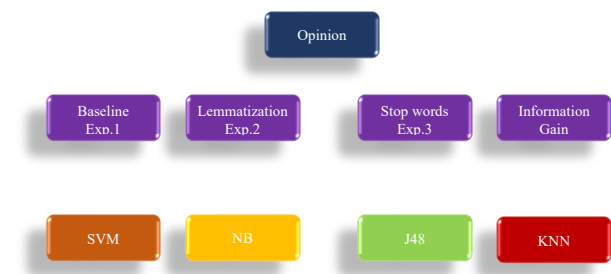 Opinion
Baseline
Exp.1
Lemmatization
Exp.2
Stop words
Exp.3
Information
Gain
SVM
NB
J48
KNN